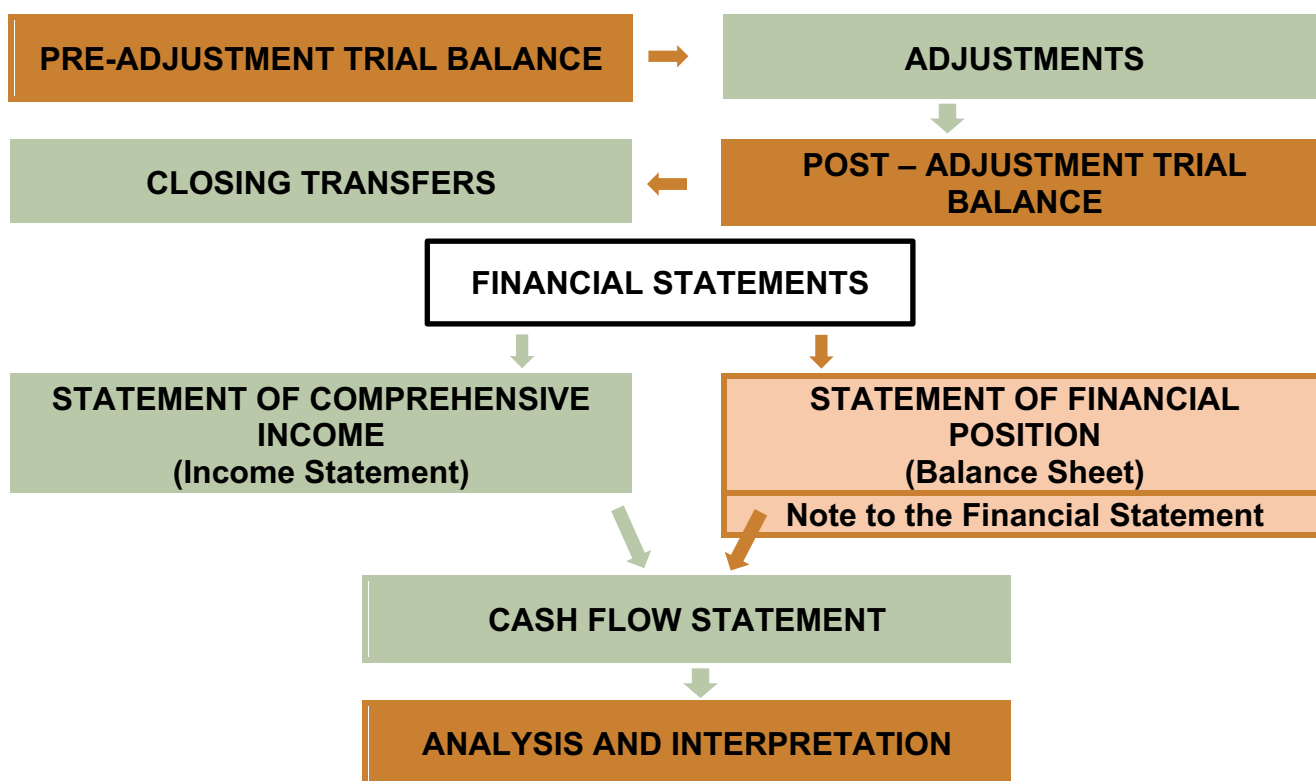 PRE-ADJUSTMENT TRIAL BALANCE
ADJUSTMENTS
CLOSING TRANSFERS
POST – ADJUSTMENT TRIAL
BALANCE
FINANCIAL STATEMENTS
STATEMENT OF COMPREHENSIVE
INCOME
(Income Statement)
STATEMENT OF FINANCIAL
POSITION
(Balance Sheet)
Note to the Financial Statement
CASH FLOW STATEMENT
ANALYSIS AND INTERPRETATION